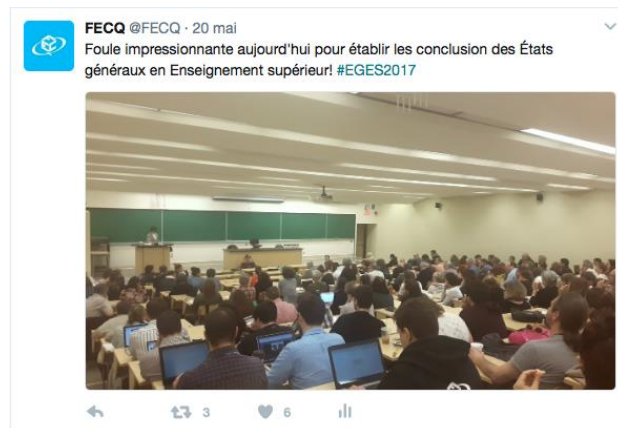 FECQ @FECQ · 20 mai
Foule impressionnante aujourd'hui pour établir les conclusion des États
généraux en Enseignement supérieur! #EGES2017
3 6